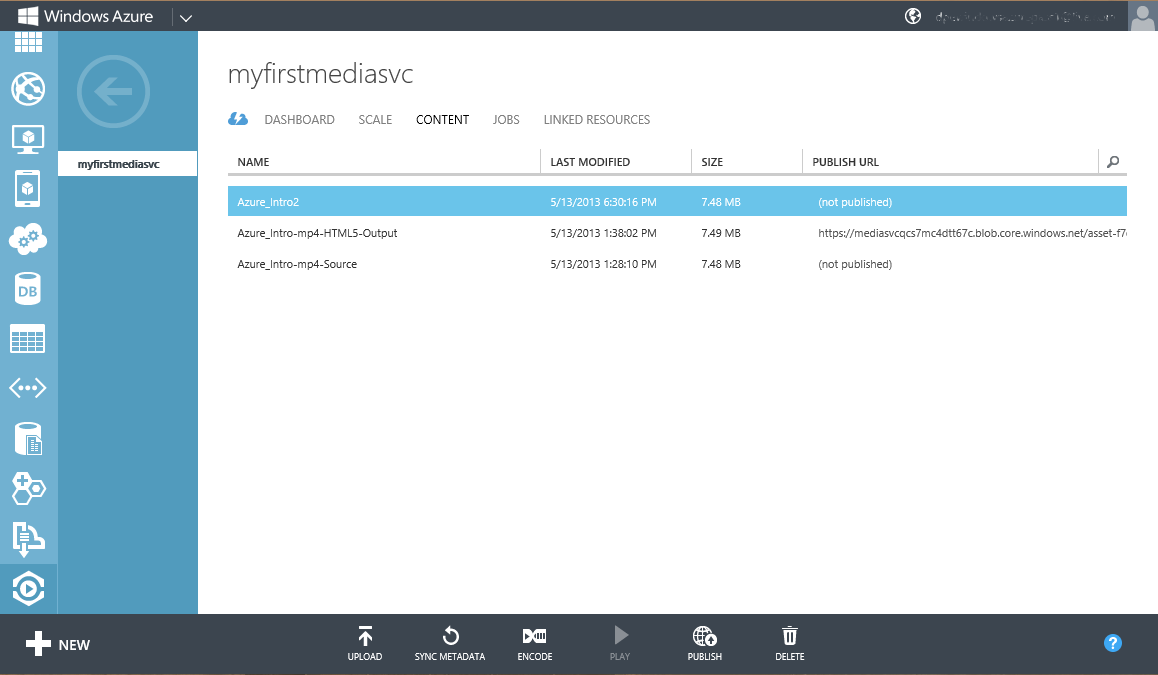 Windows Azure
myfirstmediasvc
myfirstmediasvc
DASHBOARD SCALE CONTENT JOBS LINKED RESOURCES
NAME LAST MODIFIED SIZE PUBLISH URL
Azure_Intro2 5/13/2013 6:30:16 PM 7.48 MB (not published)
Azure_Intro-mp4-HTML5-Output 5/13/2013 1:38:02 PM 7.49 MB https://mediasvcqcs7mc4dtt67c.blob.core.windows.net/asset-f7
Azure_Intro-mp4-Source 5/13/2013 1:28:10 PM 7.48 MB (not published)
DB
NEW UPLOAD SYNC METADATA ENCODE PLAY PUBLISH DELETE ?